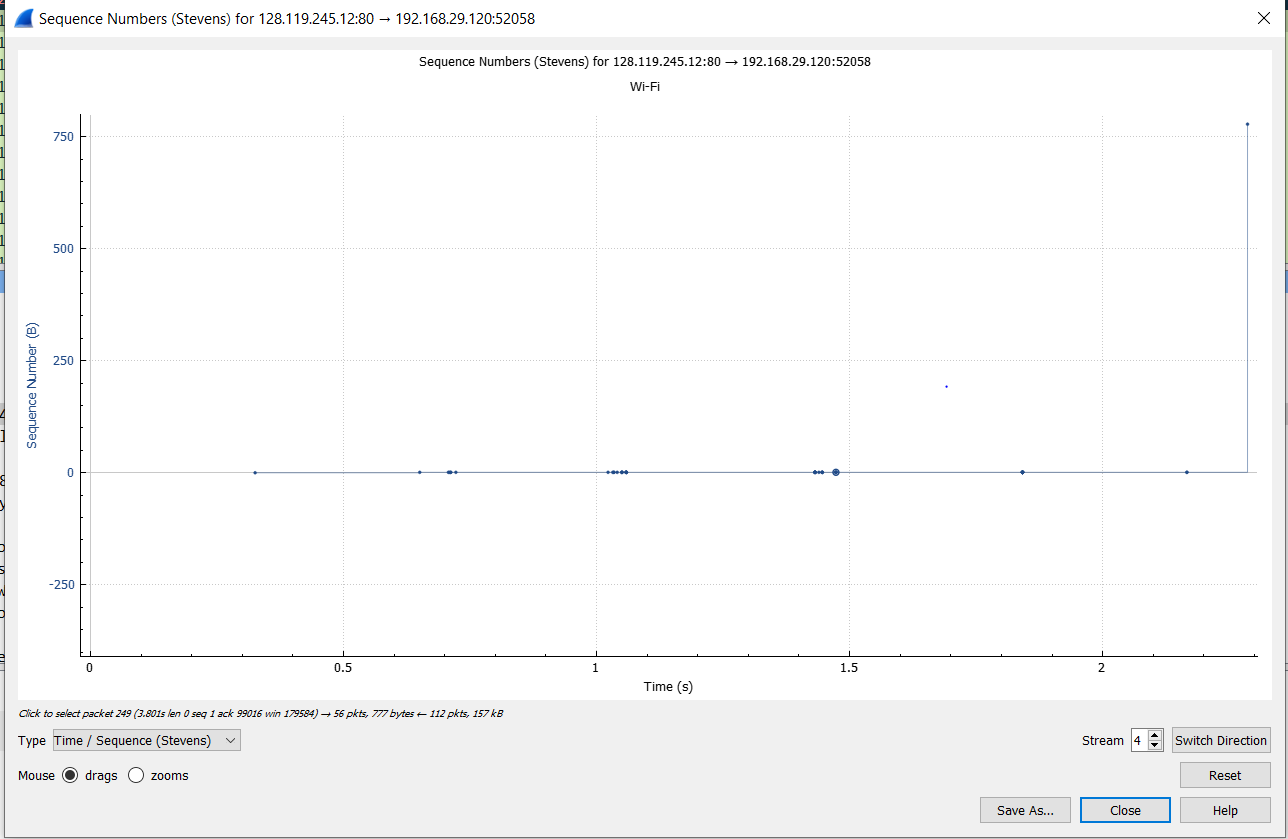 Sequence Numbers (Stevens) for 128.119.245.12:80 → 192.168.29.120:52058
Sequence Numbers (Stevens) for 128.119.245.12:80 → 192.168.29.120:52058
Wi-Fi
750
500
250
0
-250
Sequence Number (B)
0 0.5 1 1.5 2
Time (s)
Click to select packet 249 (3.801s len 0 seq 1 ack 99016 win 179584) → 56 pkts, 777 bytes ← 112 pkts, 157 kB
Type Time / Sequence (Stevens) Stream 4 Switch Direction
Mouse drags zooms Reset
Save As... Close Help